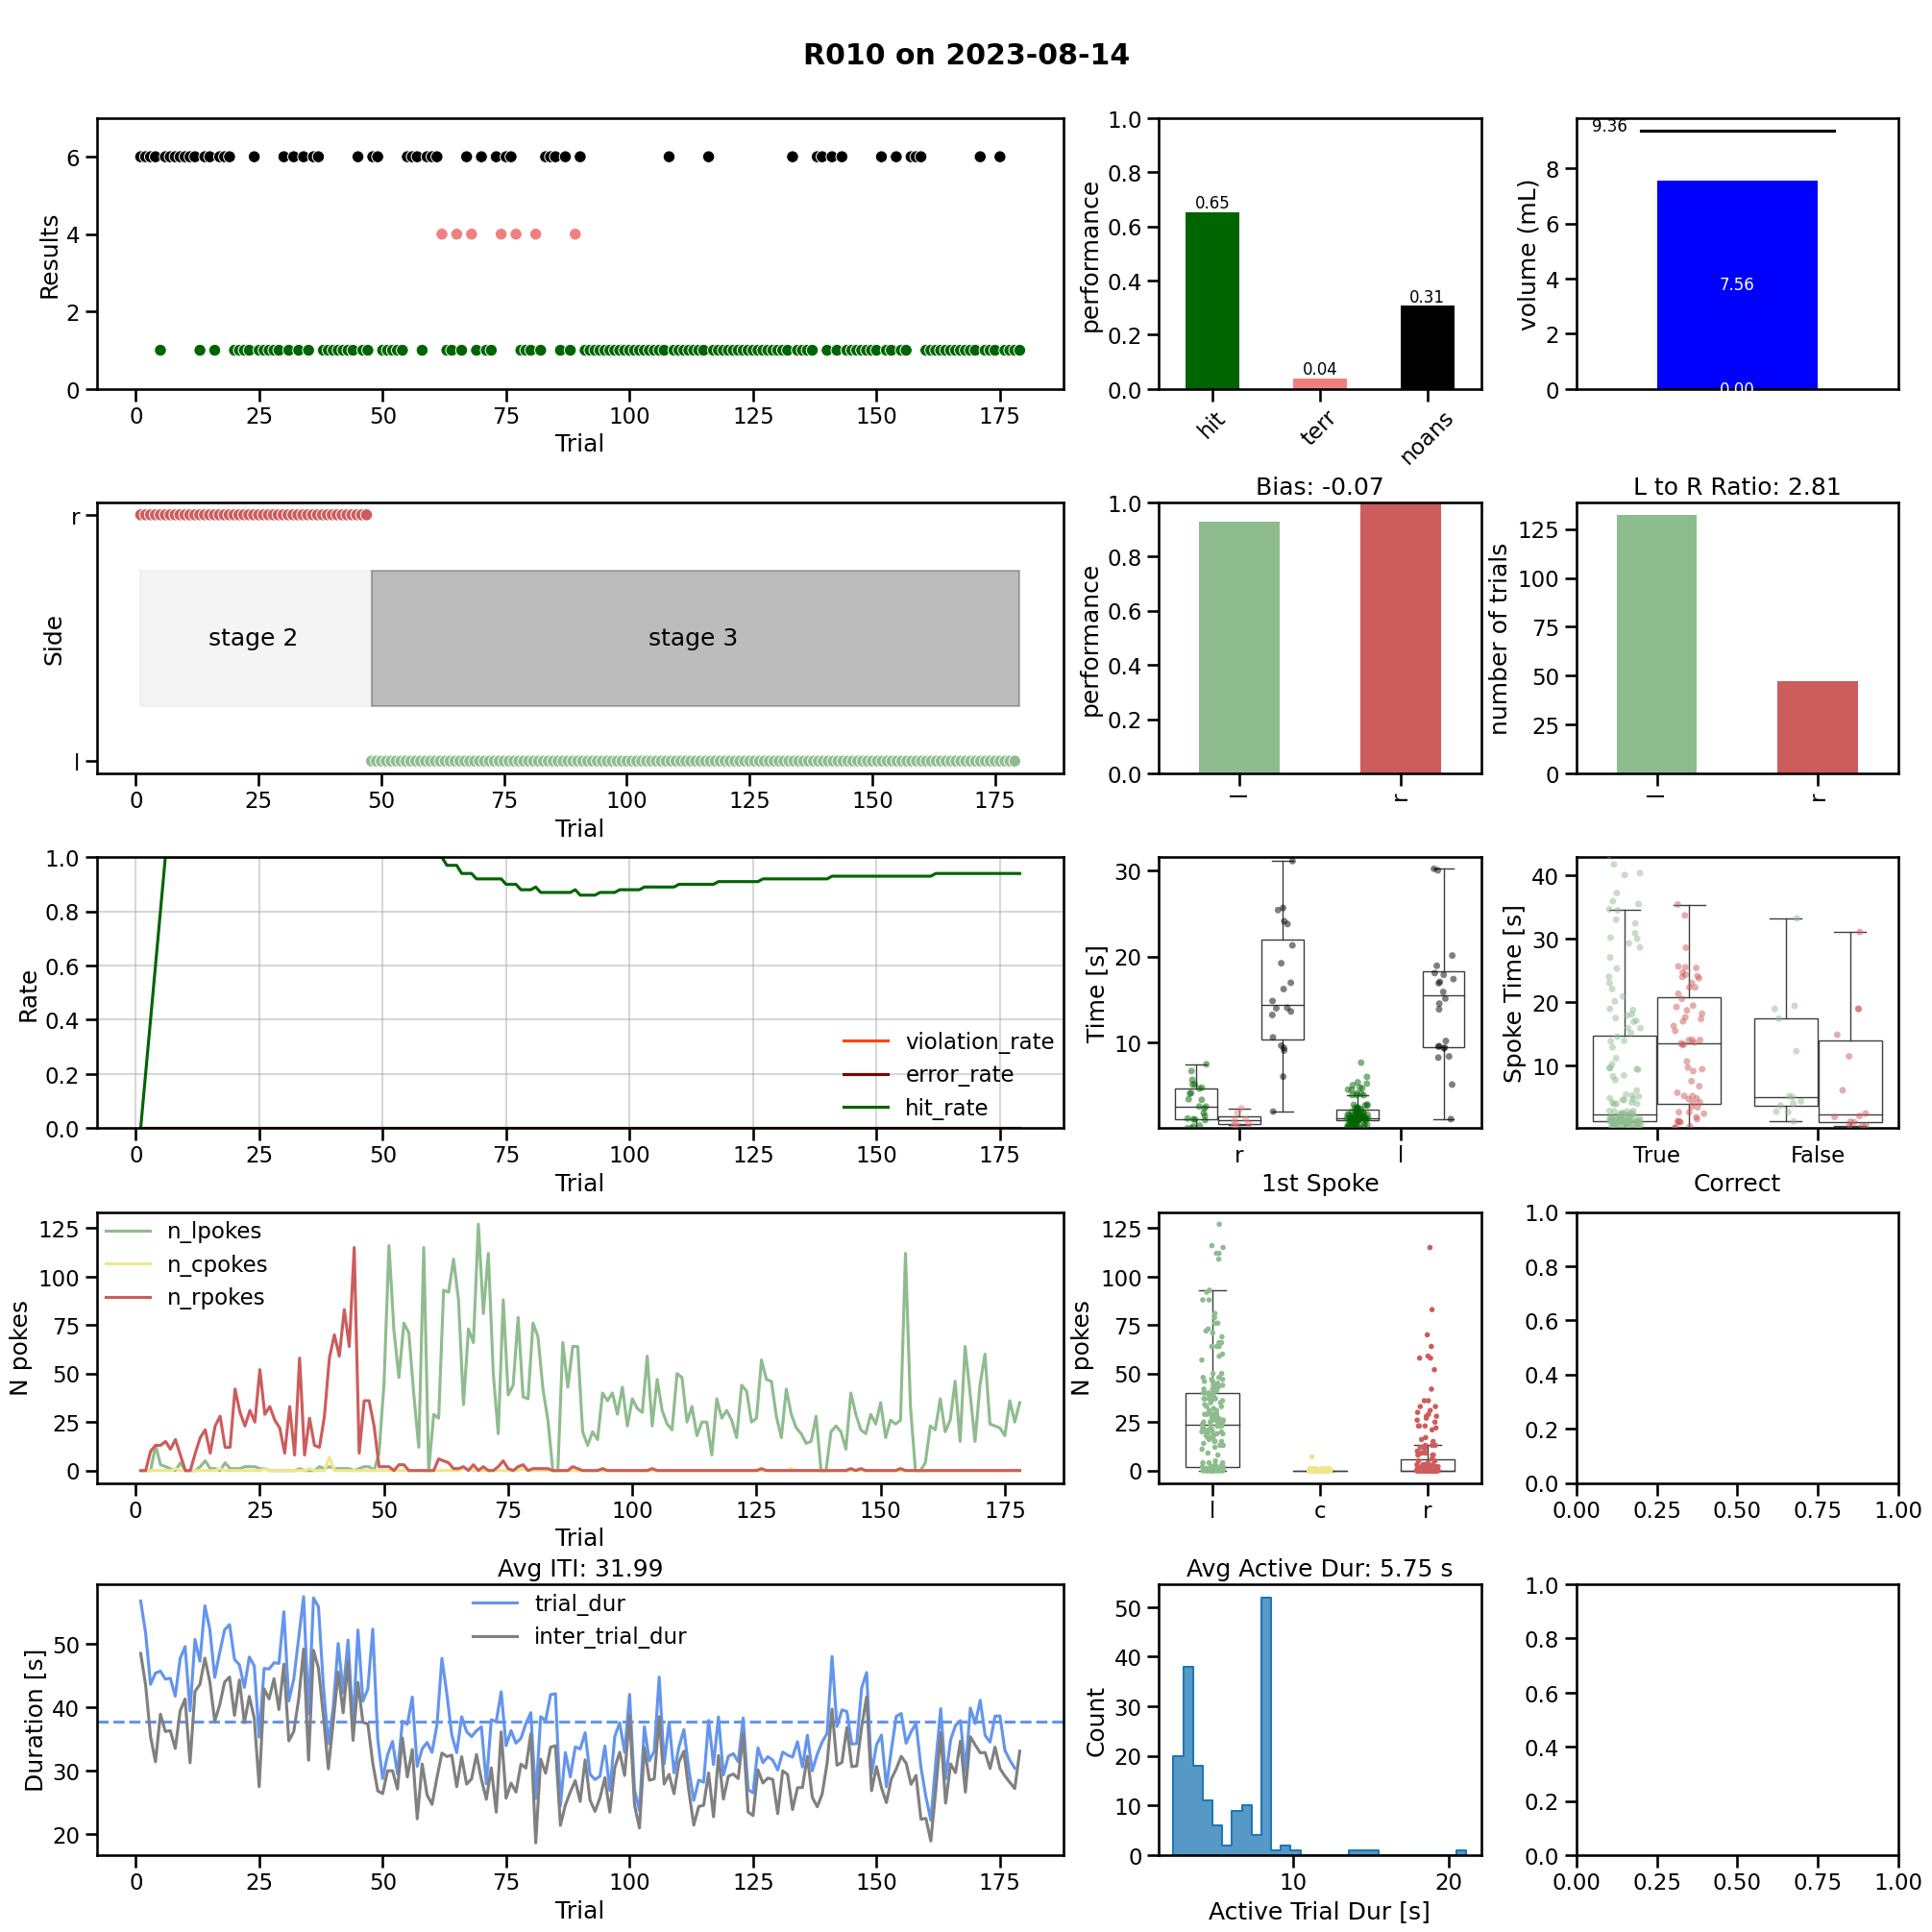 R010 on 2023-08-14
Results
6
4
2
0
0 25 50 75 100 125 150 175
Trial
performance
1.0
0.8
0.6
0.4
0.2
0.0
0.65
0.04
0.31
hit terr noans
volume (mL)
8
6
4
2
0
9.36
7.56
0.00
Side
r
l
stage 2
stage 3
0 25 50 75 100 125 150 175
Trial
Bias: -0.07
performance
1.0
0.8
0.6
0.4
0.2
0.0
l r
L to R Ratio: 2.81
number of trials
125
100
75
50
25
0
l r
Rate
1.0
0.8
0.6
0.4
0.2
0.0
violation_rate
error_rate
hit_rate
0 25 50 75 100 125 150 175
Trial
Time [s]
30
20
10
r l
1st Spoke
Spoke Time [s]
40
30
20
10
True False
Correct
N pokes
125
100
75
50
25
0
n_lpokes
n_cpokes
n_rpokes
0 25 50 75 100 125 150 175
Trial
N pokes
125
100
75
50
25
0
l c r
1.0
0.8
0.6
0.4
0.2
0.0
0.00 0.25 0.50 0.75 1.00
Avg ITI: 31.99
Duration [s]
50
40
30
20
trial_dur
inter_trial_dur
0 25 50 75 100 125 150 175
Trial
Avg Active Dur: 5.75 s
Count
50
40
30
20
10
0
10 20
Active Trial Dur [s]
1.0
0.8
0.6
0.4
0.2
0.0
0.00 0.25 0.50 0.75 1.00